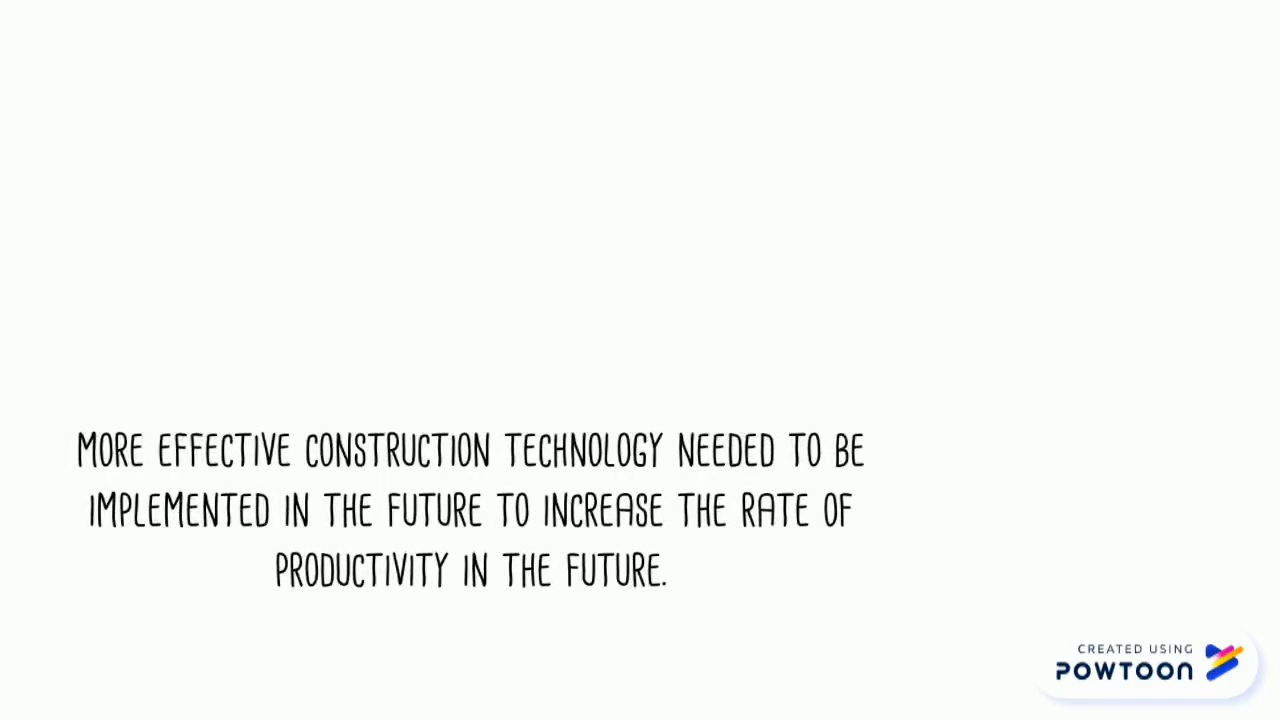 MORE EFFECTIVE CONSTRUCTION TECHNOLOGY NEEDED TO BE
IMPLEMENTED IN THE FUTURE TO INCREASE THE RATE OF
PRODUCTIVITY IN THE FUTURE.
CREATED USING
POWTOON